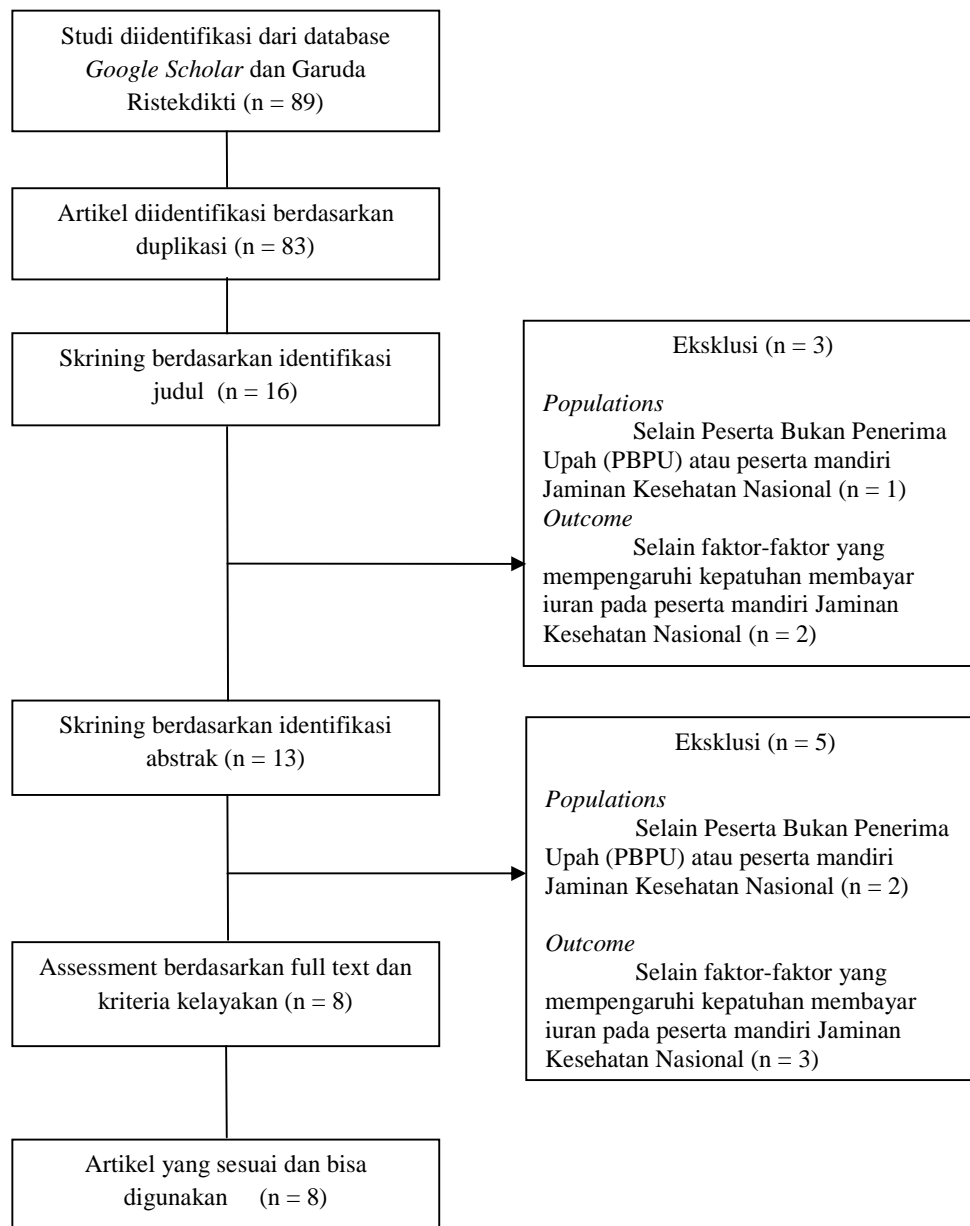 Studi diidentifikasi dari database
Google Scholar dan Garuda
Ristekdikti (n = 89)
Artikel diidentifikasi berdasarkan
duplikasi (n = 83)
Skrining berdasarkan identifikasi
judul (n = 16)
Eksklusi (n = 3)
Populations
Selain Peserta Bukan Penerima
Upah (PBPU) atau peserta mandiri
Jaminan Kesehatan Nasional (n = 1)
Outcome
Selain faktor-faktor yang
mempengaruhi kepatuhan membayar
iuran pada peserta mandiri Jaminan
Kesehatan Nasional (n = 2)
Skrining berdasarkan identifikasi
abstrak (n = 13)
Eksklusi (n = 5)
Populations
Selain Peserta Bukan Penerima
Upah (PBPU) atau peserta mandiri
Jaminan Kesehatan Nasional (n = 2)
Outcome
Selain faktor-faktor yang
mempengaruhi kepatuhan membayar
iuran pada peserta mandiri Jaminan
Kesehatan Nasional (n = 3)
Assessment berdasarkan full text dan
kriteria kelayakan (n = 8)
Artikel yang sesuai dan bisa
digunakan (n = 8)